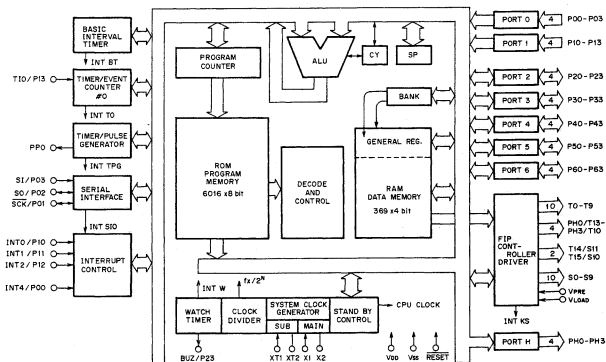 BASIC
INTERVAL
TIMER
INT BT
TIO/P13
TIMER/EVENT
COUNTER
#0
INT TO
PPO
TIMER/PULSE
GENERATOR
INT TPG
SI/P03
SO/P02
SCK/P01
SERIAL
INTERFACE
INT SIO
INT0/P10
INT1/P11
INT2/P12
INT4/P00
INTERRUPT
CONTROL
PROGRAM
COUNTER
ALU
CY
SP
BANK
GENERAL REG.
ROM
PROGRAM
MEMORY
6016 x8 bit
DECODE
AND
CONTROL
RAM
DATA MEMORY
369 x4 bit
INT W
fx/2N
WATCH
TIMER
CLOCK
DIVIDER
SYSTEM CLOCK
GENERATOR
SUB
MAIN
STAND BY
CONTROL
CPU CLOCK
BUZ/P23
XT1 XT2 X1 X2
VDD
VSS
RESET
PORT 0 4 P00-P03
PORT 1 4 P10-P13
PORT 2 4 P20-P23
PORT 3 4 P30-P33
PORT 4 4 P40-P43
PORT 5 4 P50-P53
PORT 6 4 P60-P63
FIP
CONT-
ROLLER
DRIVER
10 T0-T9
4 PH0/T13-
PH3/T10
2 T14/S11
T15/S10
10 S0-S9
VPRE
VLOAD
INT KS
PORT H 4 PH0-PH3